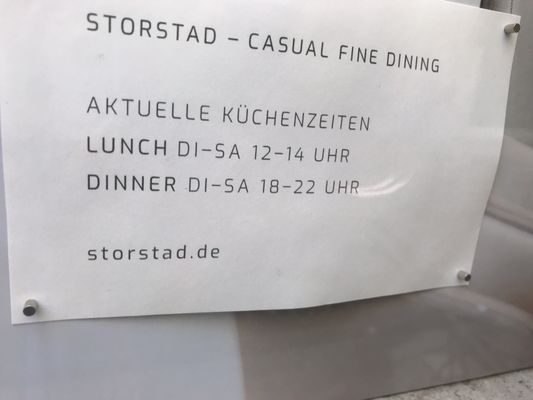 STORSTAD – CASUAL FINE DINING
AKTUELLE KÜCHENZEITEN
LUNCH DI–SA 12–14 UHR
DINNER DI–SA 18–22 UHR
storstad.de